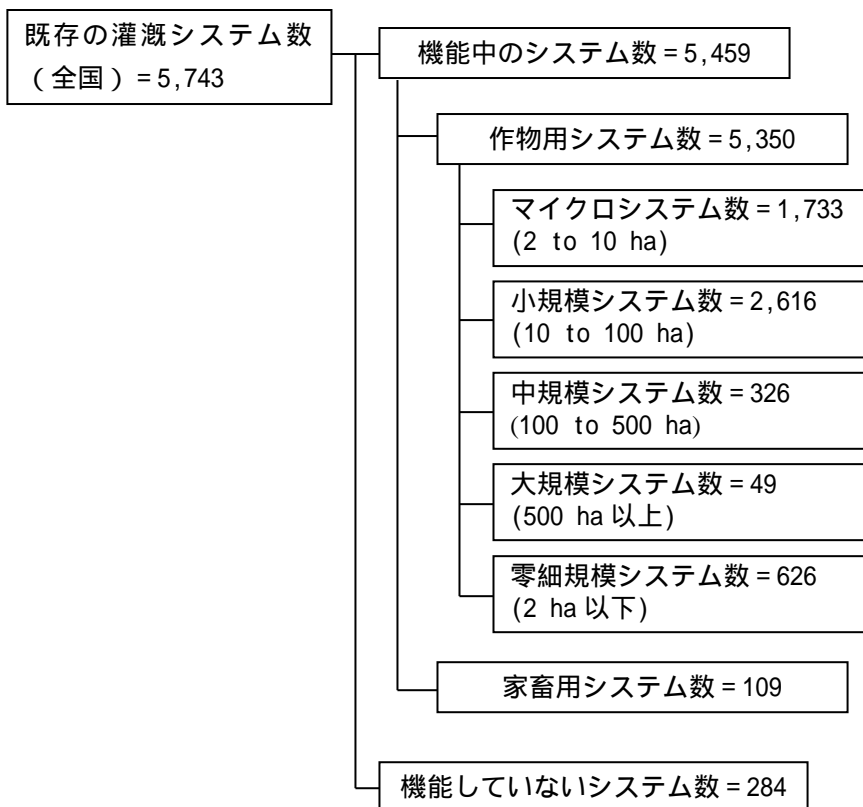 既存の灌漑システム数
(全国) = 5,743
機能中のシステム数 = 5,459
作物用システム数 = 5,350
マイクロシステム数 = 1,733
(2 to 10 ha)
小規模システム数 = 2,616
(10 to 100 ha)
中規模システム数 = 326
(100 to 500 ha)
大規模システム数 = 49
(500 ha 以上)
零細規模システム数 = 626
(2 ha 以下)
家畜用システム数 = 109
機能していないシステム数 = 284